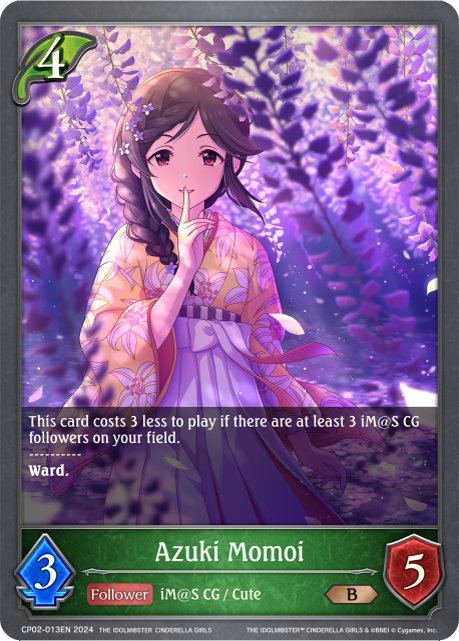 4
This card costs 3 less to play if there are at least 3 iM@S CG
followers on your field.
----------
Ward.
Azuki Momoi
3
Follower iM@S CG / Cute
B
5
CP02-013EN 2024 THE IDOLM@STER CINDERELLA GIRLS THE IDOLM@STER™ CINDERELLA GIRLS & ©BNEI © Cygames, Inc.